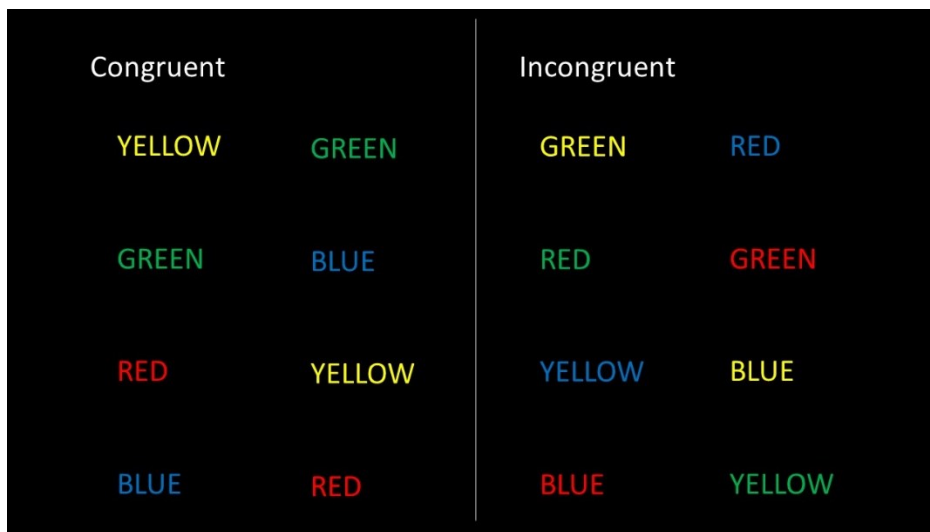 Congruent
YELLOW GREEN
GREEN BLUE
RED YELLOW
BLUE RED
Incongruent
GREEN RED
RED GREEN
YELLOW BLUE
BLUE YELLOW